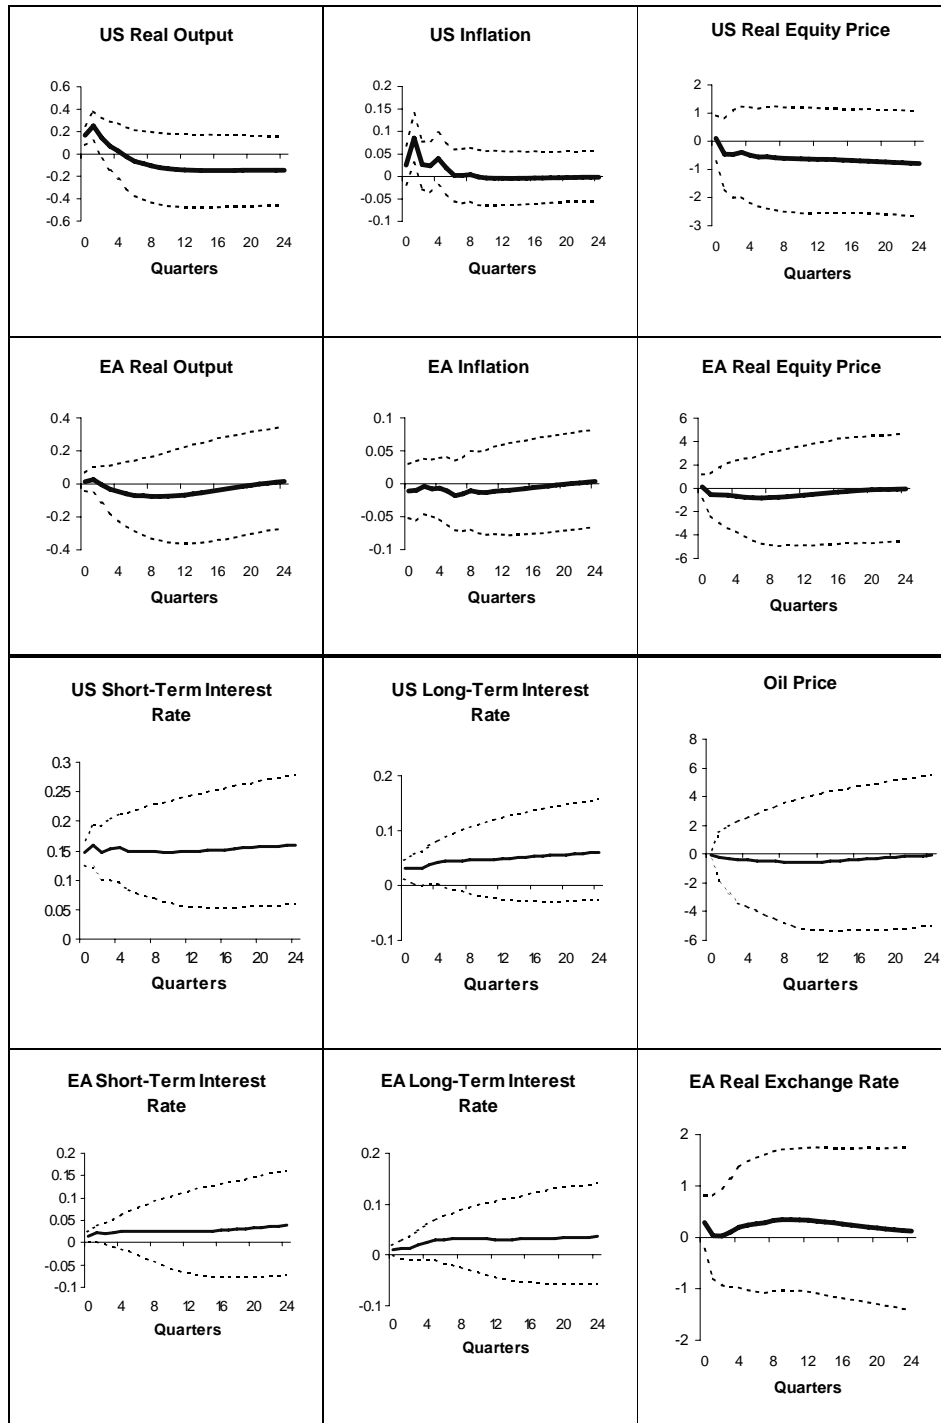 US Real Output
0.6
0.4
0.2
0
-0.2
-0.4
-0.6
0 4 8 12 16 20 24
Quarters
US Inflation
0.2
0.15
0.1
0.05
0
-0.05
-0.1
0 4 8 12 16 20 24
Quarters
US Real Equity Price
2
1
0
-1
-2
-3
0 4 8 12 16 20 24
Quarters
EA Real Output
0.4
0.2
0
-0.2
-0.4
0 4 8 12 16 20 24
Quarters
EA Inflation
0.1
0.05
0
-0.05
-0.1
0 4 8 12 16 20 24
Quarters
EA Real Equity Price
6
4
2
0
-2
-4
-6
0 4 8 12 16 20 24
Quarters
US Short-Term Interest
Rate
0.3
0.25
0.2
0.15
0.1
0.05
0
0 4 8 12 16 20 24
Quarters
US Long-Term Interest
Rate
0.2
0.1
0
-0.1
0 4 8 12 16 20 24
Quarters
Oil Price
8
6
4
2
0
-2
-4
-6
0 4 8 12 16 20 24
Quarters
EA Short-Term Interest
Rate
0.2
0.15
0.1
0.05
0
-0.05
-0.1
0 4 8 12 16 20 24
Quarters
EA Long-Term Interest
Rate
0.2
0.1
0
-0.1
0 4 8 12 16 20 24
Quarters
EA Real Exchange Rate
2
1
0
-1
-2
0 4 8 12 16 20 24
Quarters